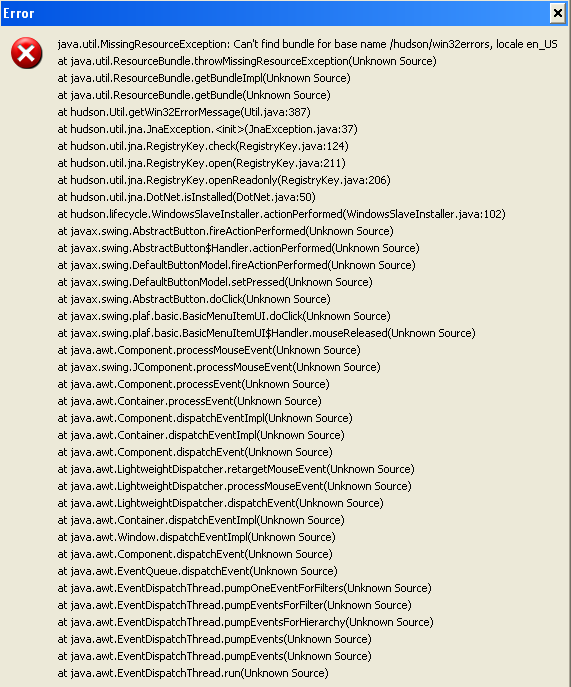 Error
java.util.MissingResourceException: Can't find bundle for base name /hudson/win32errors, locale en_US
at java.util.ResourceBundle.throwMissingResourceException(Unknown Source)
at java.util.ResourceBundle.getBundleImpl(Unknown Source)
at java.util.ResourceBundle.getBundle(Unknown Source)
at hudson.Util.getWin32ErrorMessage(Util.java:387)
at hudson.util.jna.JnaException.<init>(JnaException.java:37)
at hudson.util.jna.RegistryKey.check(RegistryKey.java:124)
at hudson.util.jna.RegistryKey.open(RegistryKey.java:211)
at hudson.util.jna.RegistryKey.openReadonly(RegistryKey.java:206)
at hudson.util.jna.DotNet.isInstalled(DotNet.java:50)
at hudson.lifecycle.WindowsSlaveInstaller.actionPerformed(WindowsSlaveInstaller.java:102)
at javax.swing.AbstractButton.fireActionPerformed(Unknown Source)
at javax.swing.AbstractButton$Handler.actionPerformed(Unknown Source)
at javax.swing.DefaultButtonModel.fireActionPerformed(Unknown Source)
at javax.swing.DefaultButtonModel.setPressed(Unknown Source)
at javax.swing.AbstractButton.doClick(Unknown Source)
at javax.swing.plaf.basic.BasicMenuItemUI.doClick(Unknown Source)
at javax.swing.plaf.basic.BasicMenuItemUI$Handler.mouseReleased(Unknown Source)
at java.awt.Component.processMouseEvent(Unknown Source)
at javax.swing.JComponent.processMouseEvent(Unknown Source)
at java.awt.Component.processEvent(Unknown Source)
at java.awt.Container.processEvent(Unknown Source)
at java.awt.Component.dispatchEventImpl(Unknown Source)
at java.awt.Container.dispatchEventImpl(Unknown Source)
at java.awt.Component.dispatchEvent(Unknown Source)
at java.awt.LightweightDispatcher.retargetMouseEvent(Unknown Source)
at java.awt.LightweightDispatcher.processMouseEvent(Unknown Source)
at java.awt.LightweightDispatcher.dispatchEvent(Unknown Source)
at java.awt.Container.dispatchEventImpl(Unknown Source)
at java.awt.Window.dispatchEventImpl(Unknown Source)
at java.awt.Component.dispatchEvent(Unknown Source)
at java.awt.EventQueue.dispatchEvent(Unknown Source)
at java.awt.EventDispatchThread.pumpOneEventForFilters(Unknown Source)
at java.awt.EventDispatchThread.pumpEventsForFilter(Unknown Source)
at java.awt.EventDispatchThread.pumpEventsForHierarchy(Unknown Source)
at java.awt.EventDispatchThread.pumpEvents(Unknown Source)
at java.awt.EventDispatchThread.pumpEvents(Unknown Source)
at java.awt.EventDispatchThread.run(Unknown Source)